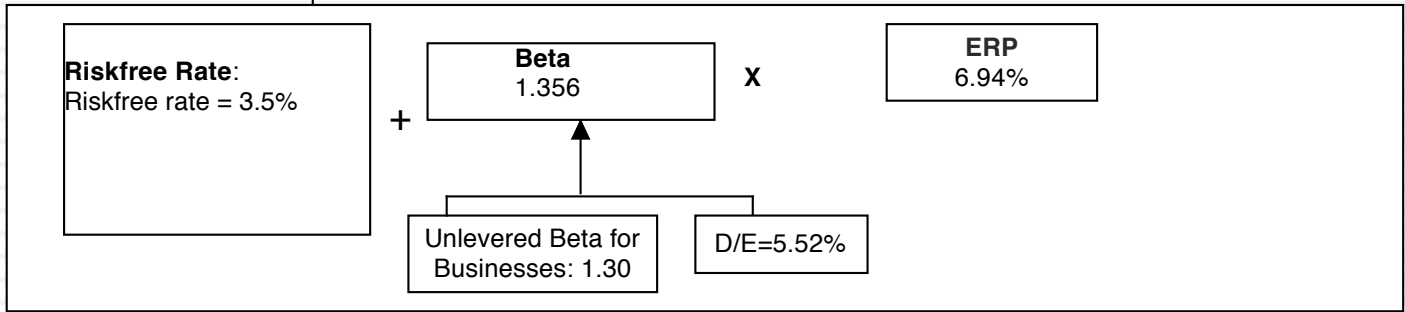 Riskfree Rate:
Riskfree rate = 3.5%
+
Beta
1.356
X
ERP
6.94%
Unlevered Beta for
Businesses: 1.30
D/E=5.52%